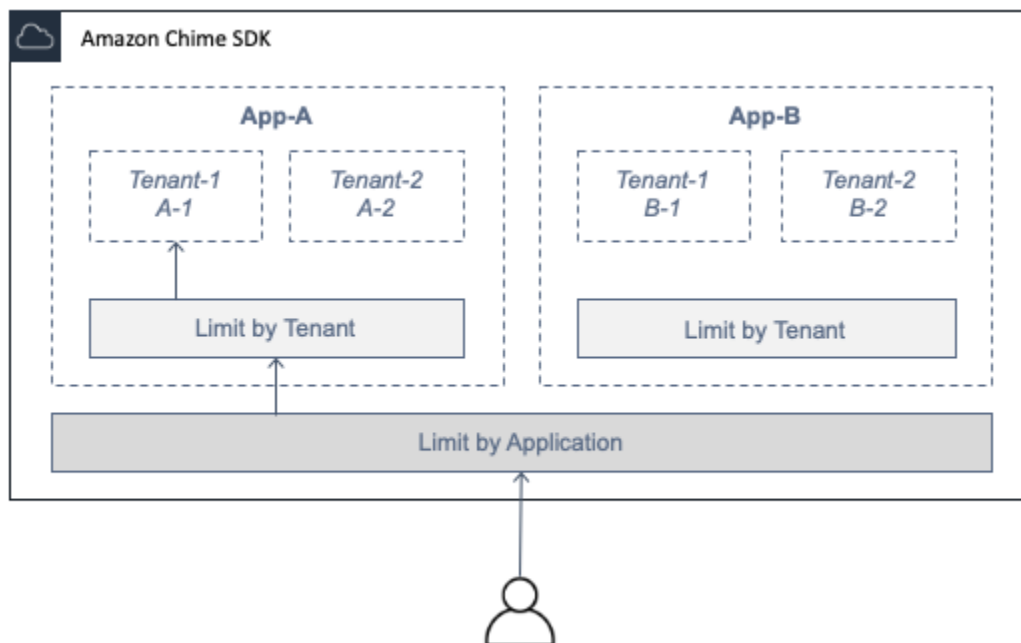 Amazon Chime SDK
App-A
App-B
Tenant-1
A-1
Tenant-2
A-2
Tenant-1
B-1
Tenant-2
B-2
Limit by Tenant
Limit by Tenant
Limit by Application